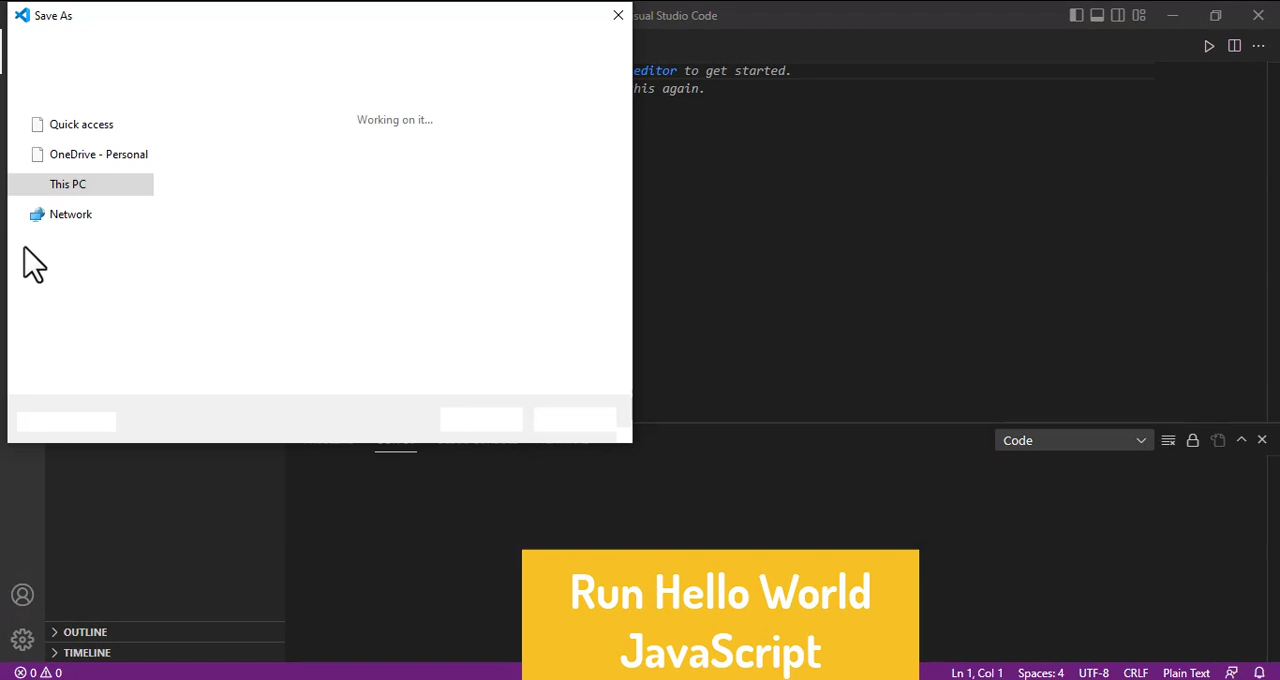 Save As
sual Studio Code
editor to get started.
his again.
Quick access
OneDrive - Personal
This PC
Network
Working on it...
Code
Run Hello World
JavaScript
OUTLINE
TIMELINE
0 0
Ln 1, Col 1 Spaces: 4 UTF-8 CRLF Plain Text